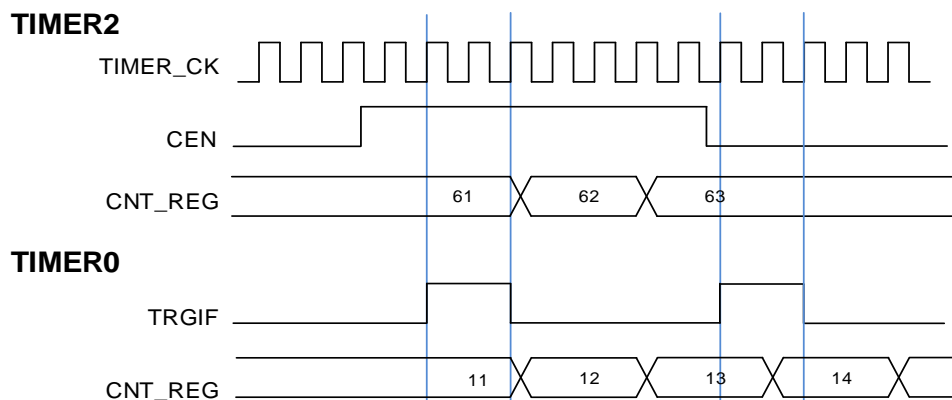 TIMER2
TIMER_CK
CEN
CNT_REG 61 62 63
TIMER0
TRGIF
CNT_REG 11 12 13 14